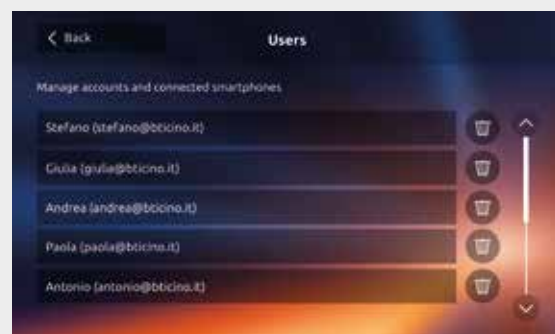 Back
Users
Manage accounts and connected smartphones
Stefano (stefano@bticino.it)
Giulia (giulia@bticino.it)
Andrea (andrea@bticino.it)
Paola (paola@bticino.it)
Antonio (antonio@bticino.it)